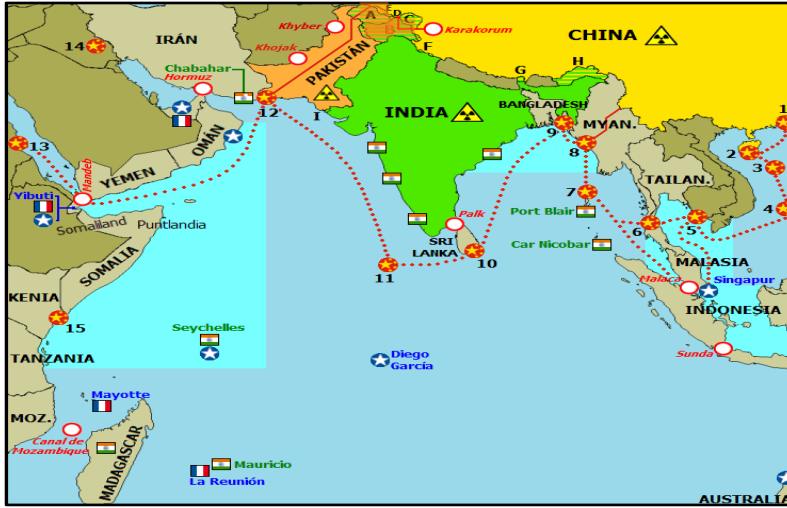 A
D
C
B
Khyber
Karakorum
IRÁN
14
CHINA
F
Khojak
PAKISTÁN
Chabahar
Hormuz
G
H
12
I
INDIA
BANGLADESH
1
MYAN.
OMÁN
9
8
2
13
3
YEMEN
TAILAN.
Mandeb
Yibuti
7
Somaliland
Puntlandia
Palk
Port Blair
4
6
5
SRI
LANKA
Car Nicobar
SOMALIA
10
11
MALASIA
Malaca
Singapur
KENIA
INDONESIA
15
Seychelles
TANZANIA
Diego
García
Sunda
Mayotte
MOZ.
Canal de
Mozambique
MADAGASCAR
Mauricio
La Reunión
AUSTRALIA